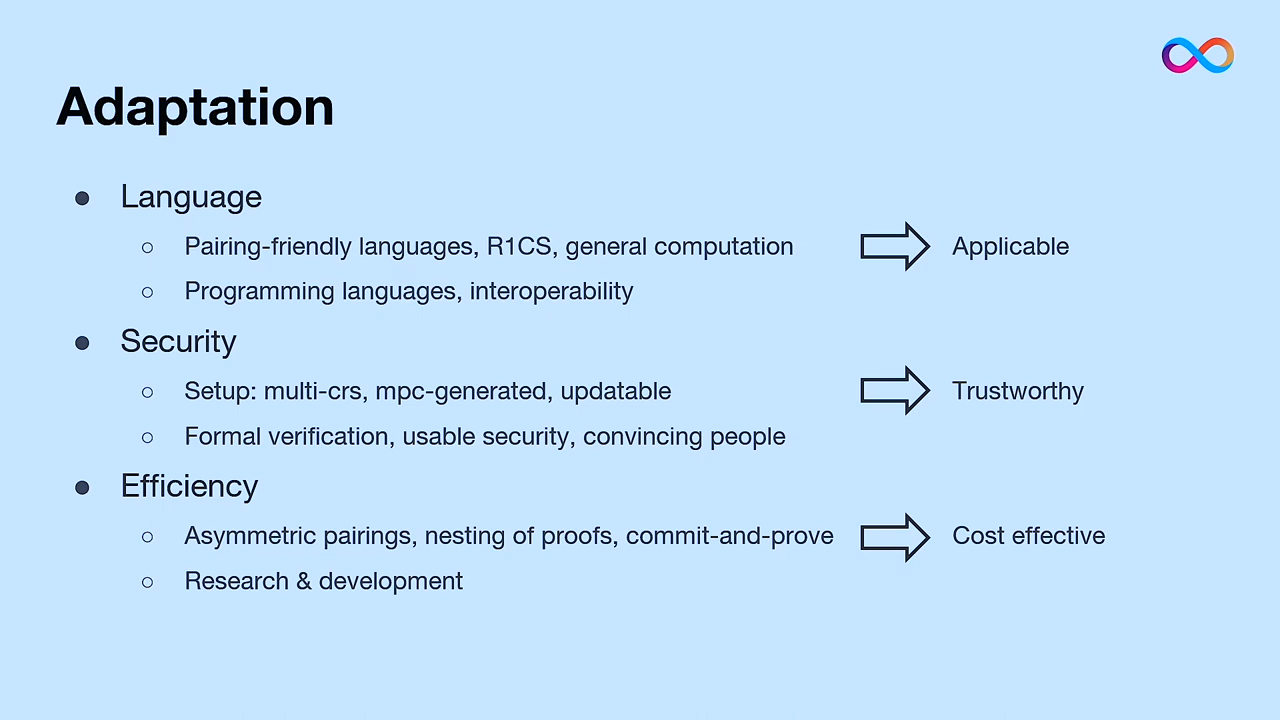 Adaptation
● Language
○ Pairing-friendly languages, R1CS, general computation
Applicable
○ Programming languages, interoperability
● Security
○ Setup: multi-crs, mpc-generated, updatable
Trustworthy
○ Formal verification, usable security, convincing people
● Efficiency
○ Asymmetric pairings, nesting of proofs, commit-and-prove
Cost effective
○ Research & development